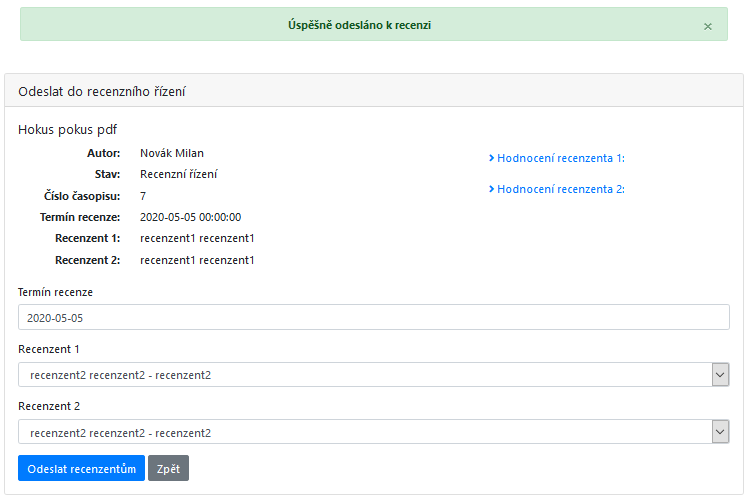 Úspěšně odesláno k recenzi ×
Odeslat do recenzního řízení
Hokus pokus pdf
Autor: Novák Milan
Stav: Recenzní řízení
Číslo časopisu: 7
Termín recenze: 2020-05-05 00:00:00
Recenzent 1: recenzent1 recenzent1
Recenzent 2: recenzent1 recenzent1
Hodnocení recenzenta 1:
Hodnocení recenzenta 2:
Termín recenze
2020-05-05
Recenzent 1
recenzent2 recenzent2 - recenzent2
Recenzent 2
recenzent2 recenzent2 - recenzent2
Odeslat recenzentům Zpět